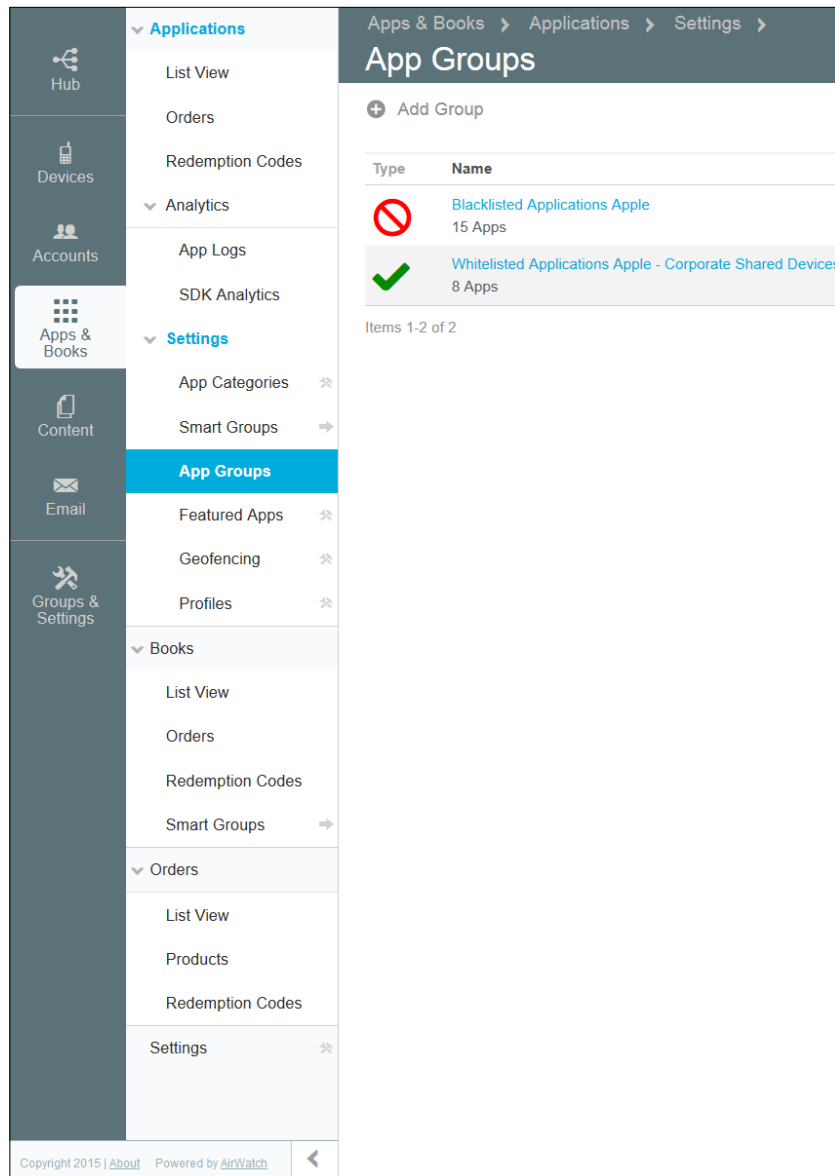 Hub
Devices
Accounts
Apps &
Books
Content
Email
Groups &
Settings
Applications
List View
Orders
Redemption Codes
Analytics
App Logs
SDK Analytics
Settings
App Categories
Smart Groups
App Groups
Featured Apps
Geofencing
Profiles
Books
List View
Orders
Redemption Codes
Smart Groups
Orders
List View
Products
Redemption Codes
Settings
Copyright 2015 | About Powered by AirWatch
Apps & Books > Applications > Settings >
App Groups
Add Group
Type Name
Blacklisted Applications Apple
15 Apps
Whitelisted Applications Apple - Corporate Shared Devices
8 Apps
Items 1-2 of 2